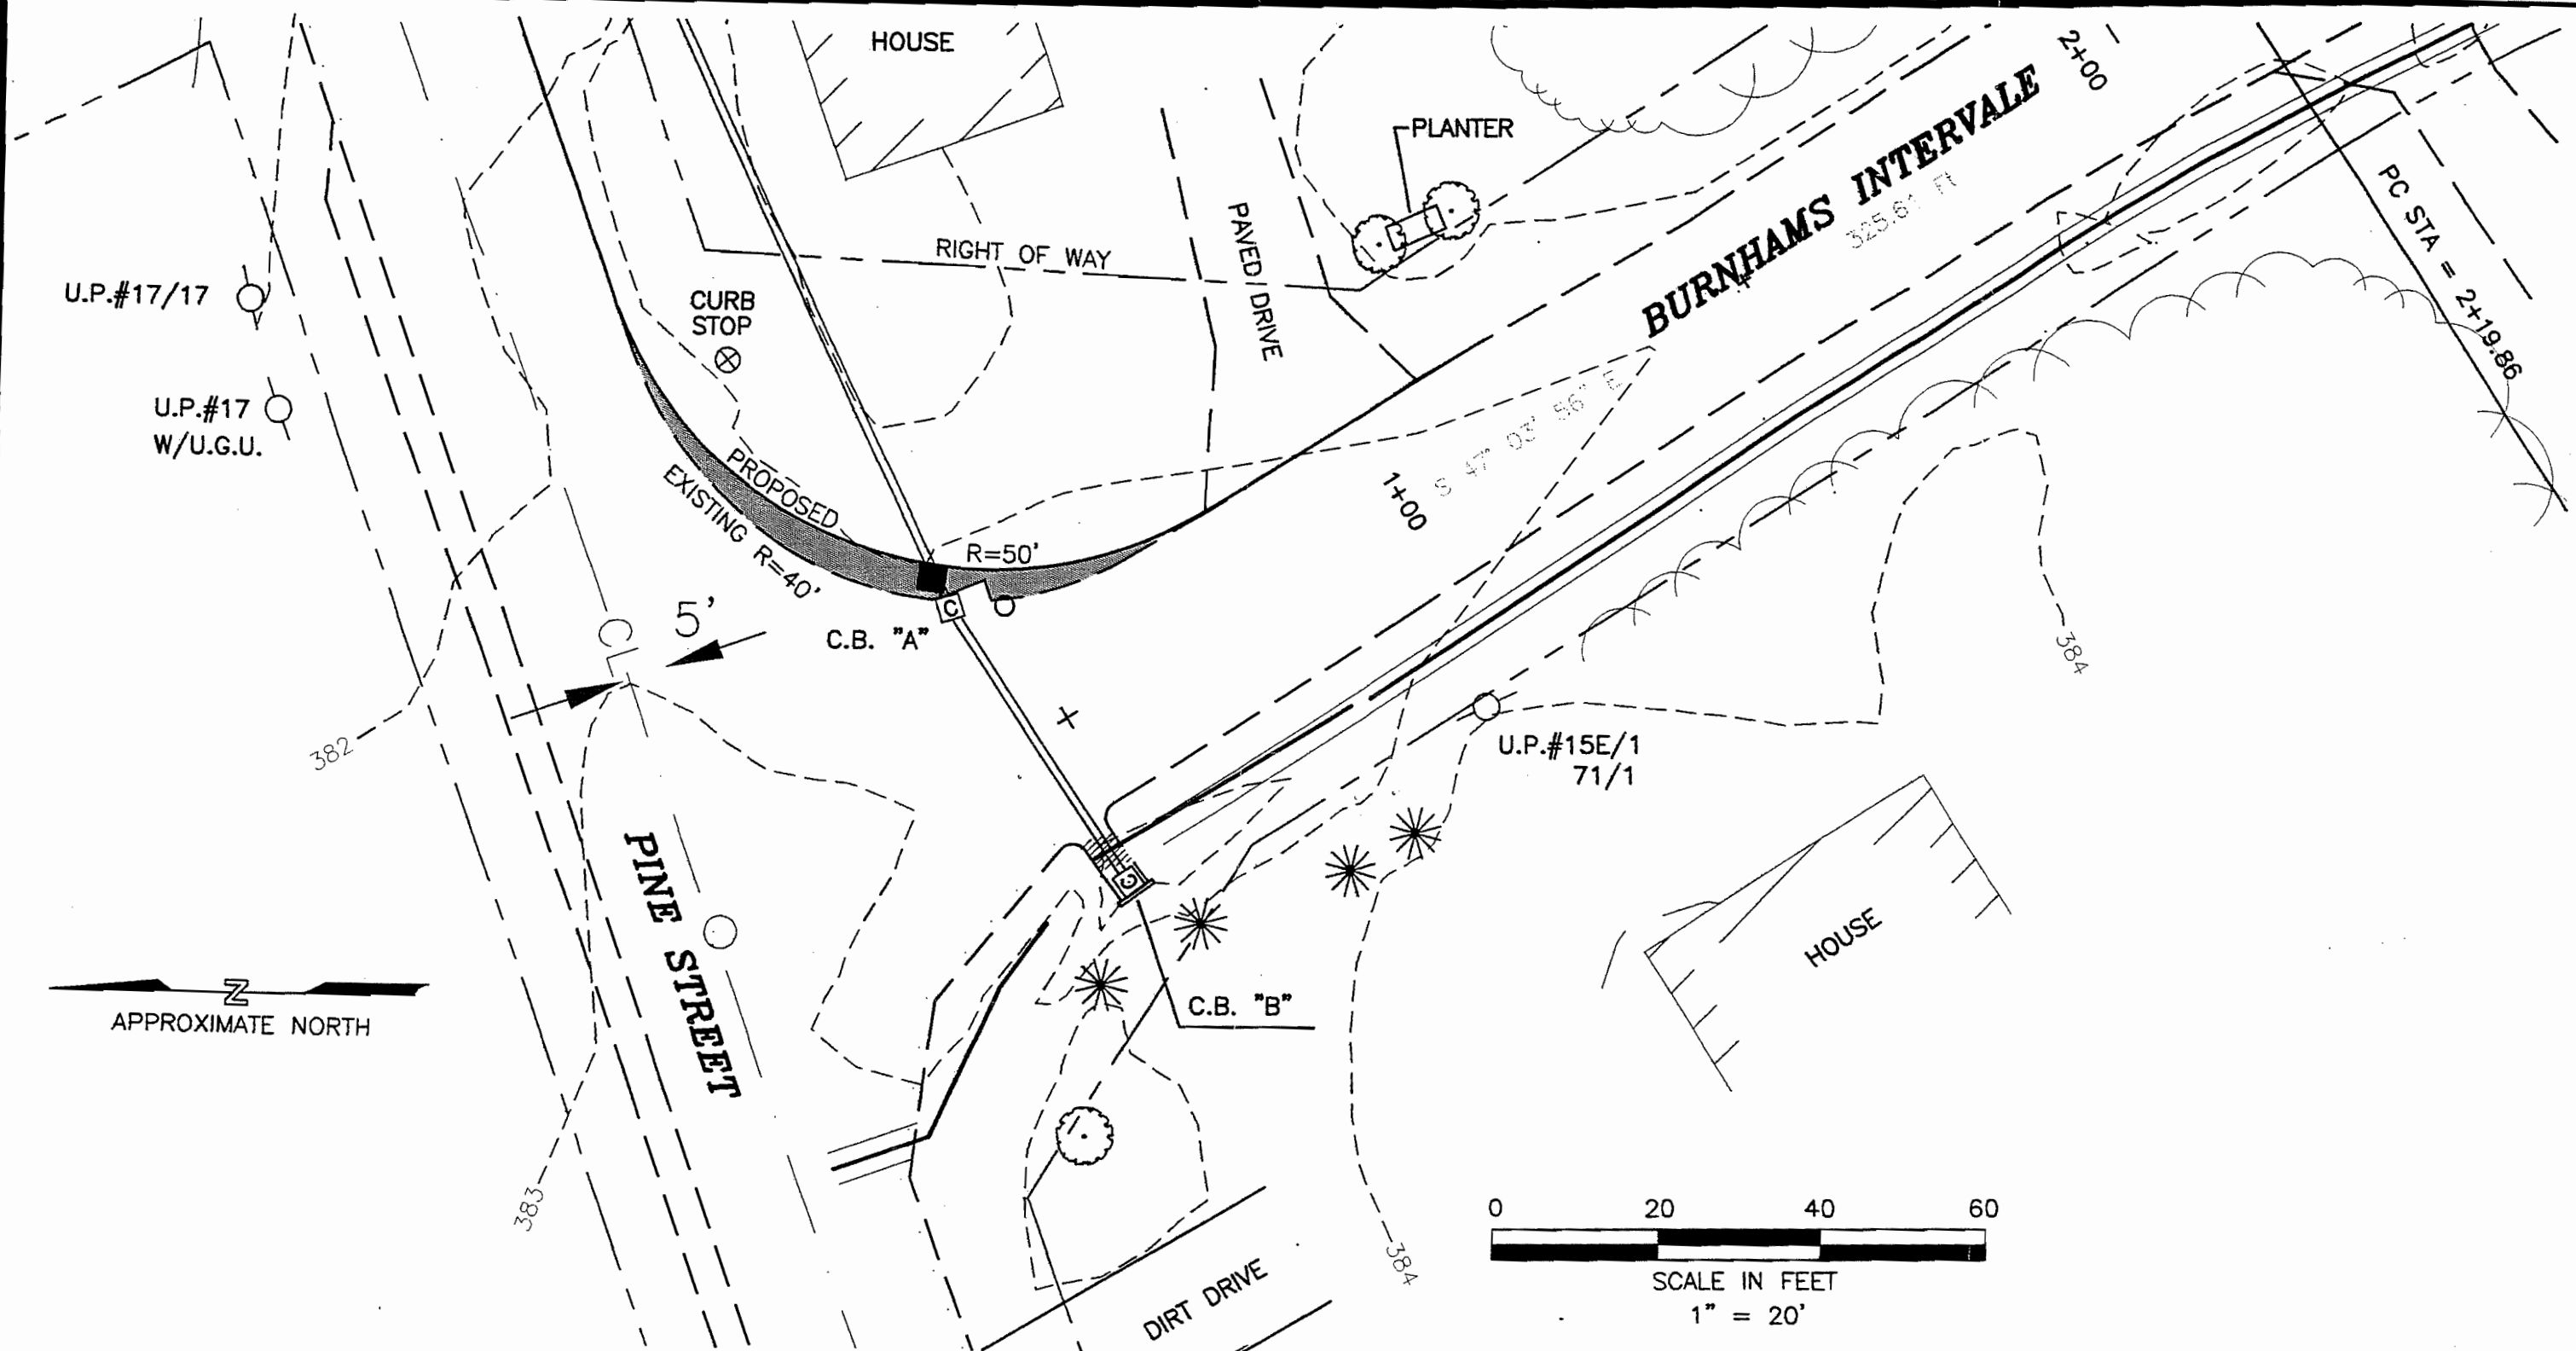 HOUSE
2+00
PLANTER
BURNHAMS INTERVALE
325.61 Ft
PAVED DRIVE
RIGHT OF WAY
PC STA = 2+19.86
U.P.#17/17
CURB
STOP
U.P.#17
W/U.G.U.
S 47° 03' 56" E
1+00
PROPOSED
EXISTING R=40'
R=50'
5'
CL
C
C.B. "A"
384
382
U.P.#15E/1
71/1
PINE STREET
C
HOUSE
N
APPROXIMATE NORTH
C.B. "B"
383
384
0 20 40 60
SCALE IN FEET
1" = 20'
DIRT DRIVE